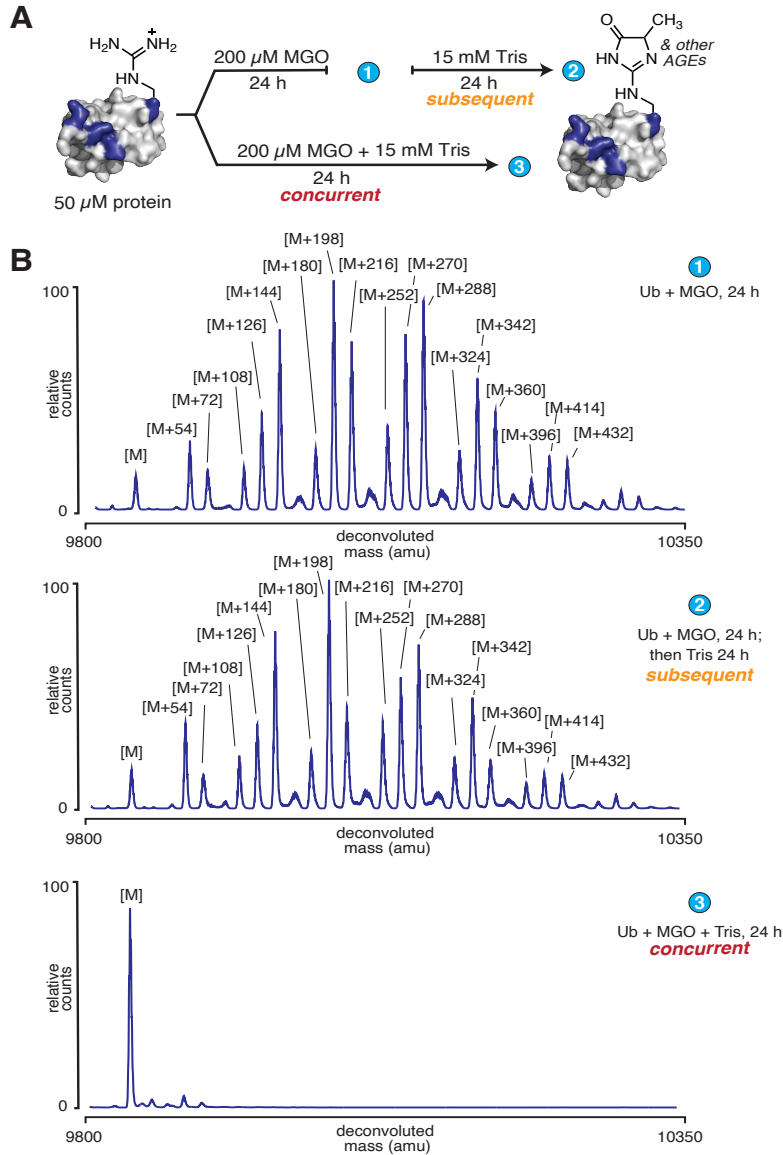 A
H₂N
+
NH₂
HN
50 µM protein
200 µM MGO
24 h
1
15 mM Tris
24 h
subsequent
2
200 µM MGO + 15 mM Tris
24 h
concurrent
3
O
CH₃
HN
N
HN
& other
AGEs
B
1
Ub + MGO, 24 h
100
relative
counts
0
[M]
[M+54]
[M+72]
[M+108]
[M+126]
[M+144]
[M+180]
[M+198]
[M+216]
[M+252]
[M+270]
[M+288]
[M+324]
[M+342]
[M+360]
[M+396]
[M+414]
[M+432]
9800
deconvoluted
mass (amu)
10350
2
Ub + MGO, 24 h;
then Tris 24 h
subsequent
100
relative
counts
0
[M]
[M+54]
[M+72]
[M+108]
[M+126]
[M+144]
[M+180]
[M+198]
[M+216]
[M+252]
[M+270]
[M+288]
[M+324]
[M+342]
[M+360]
[M+396]
[M+414]
[M+432]
9800
deconvoluted
mass (amu)
10350
3
Ub + MGO + Tris, 24 h
concurrent
100
relative
counts
0
[M]
9800
deconvoluted
mass (amu)
10350